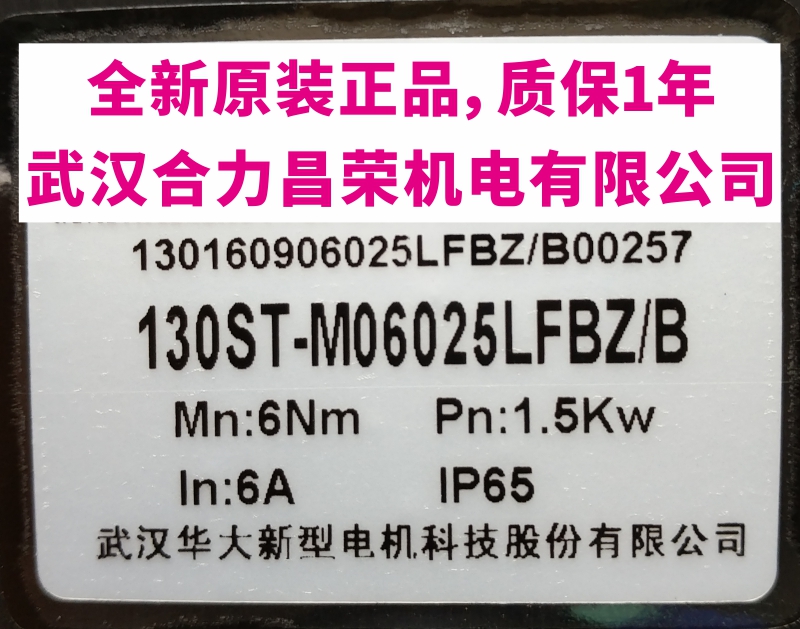 全新原装正品，质保1年
武汉合力昌荣机电有限公司
130160906025LFBZ/B00257
130ST-M06025LFBZ/B
Mn:6Nm Pn:1.5Kw
In:6A IP65
武汉华大新型电机科技股份有限公司